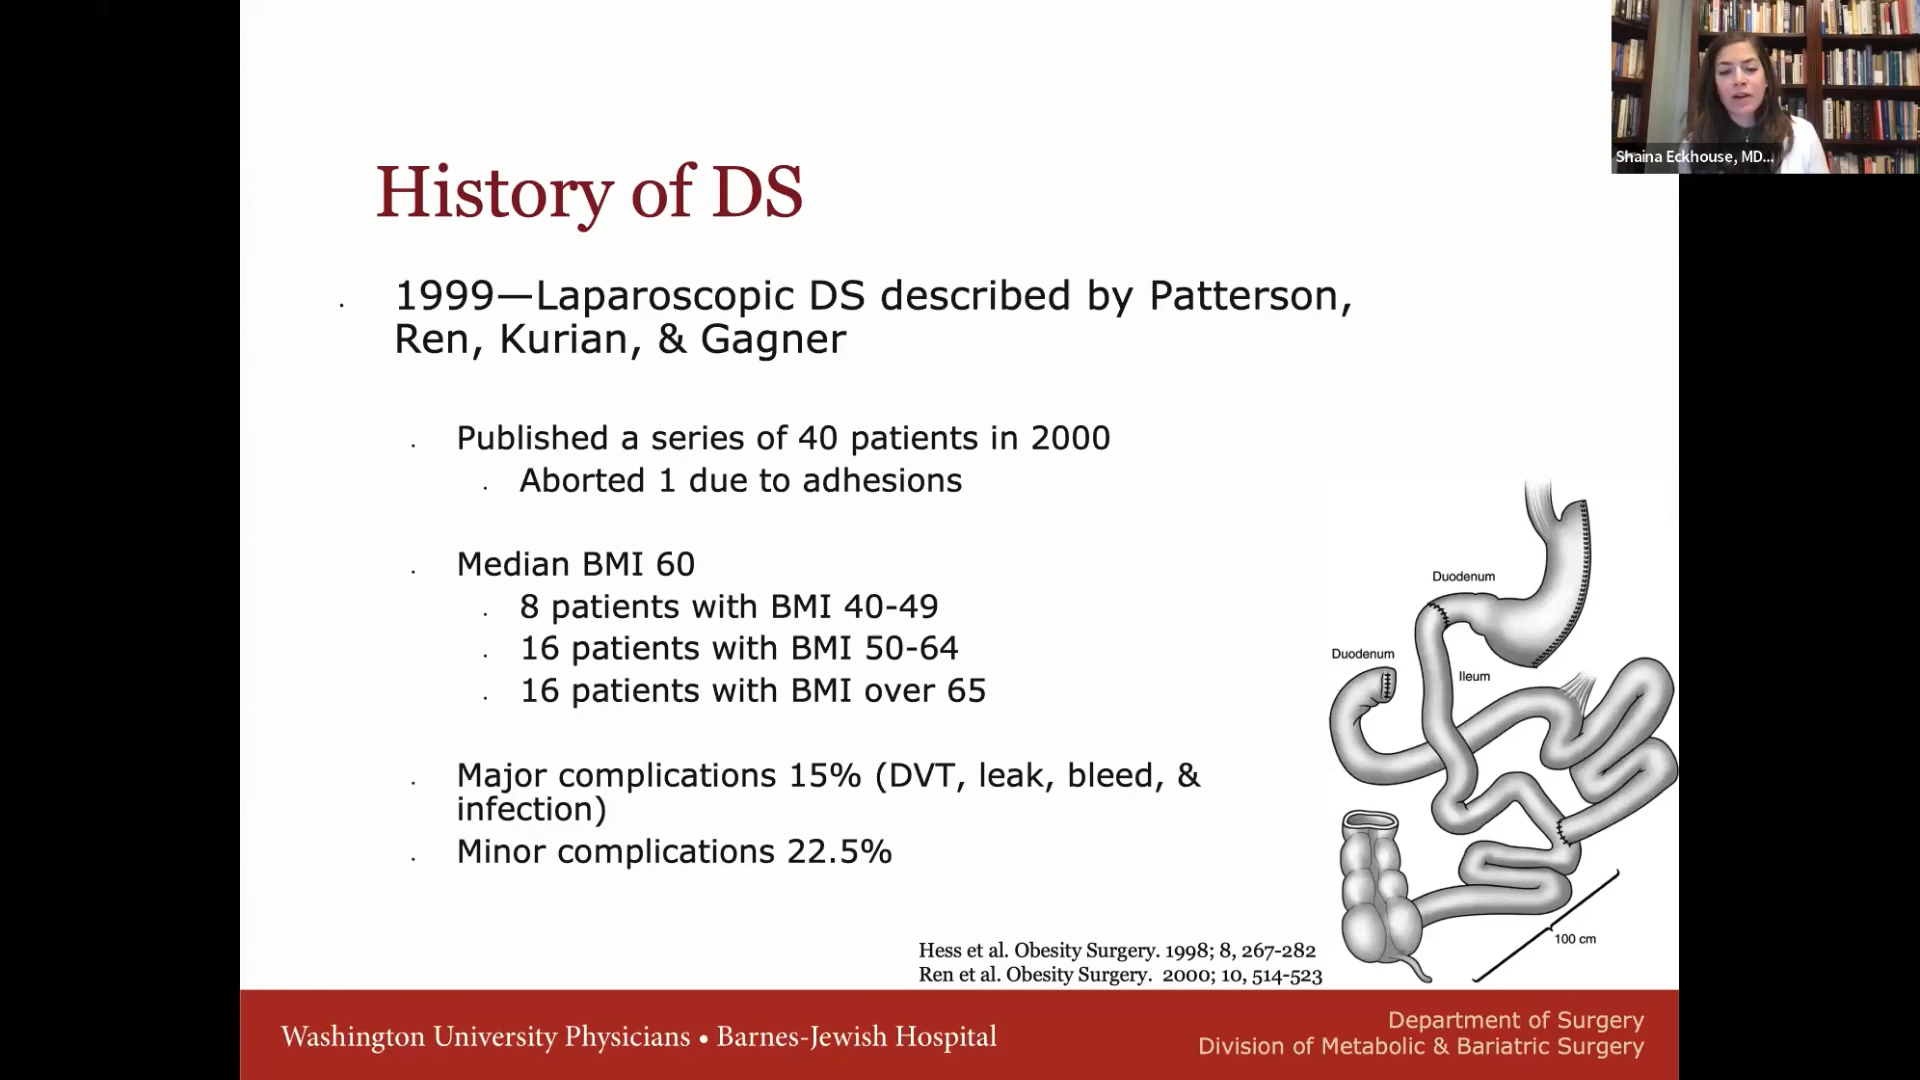 Shaina Eckhouse, MD...
History of DS
1999—Laparoscopic DS described by Patterson,
Ren, Kurian, & Gagner
Published a series of 40 patients in 2000
Aborted 1 due to adhesions
Median BMI 60
8 patients with BMI 40-49
16 patients with BMI 50-64
16 patients with BMI over 65
Major complications 15% (DVT, leak, bleed, &
infection)
Minor complications 22.5%
Duodenum
Duodenum
Ileum
100 cm
Hess et al. Obesity Surgery. 1998; 8, 267-282
Ren et al. Obesity Surgery. 2000; 10, 514-523
Washington University Physicians • Barnes-Jewish Hospital
Department of Surgery
Division of Metabolic & Bariatric Surgery